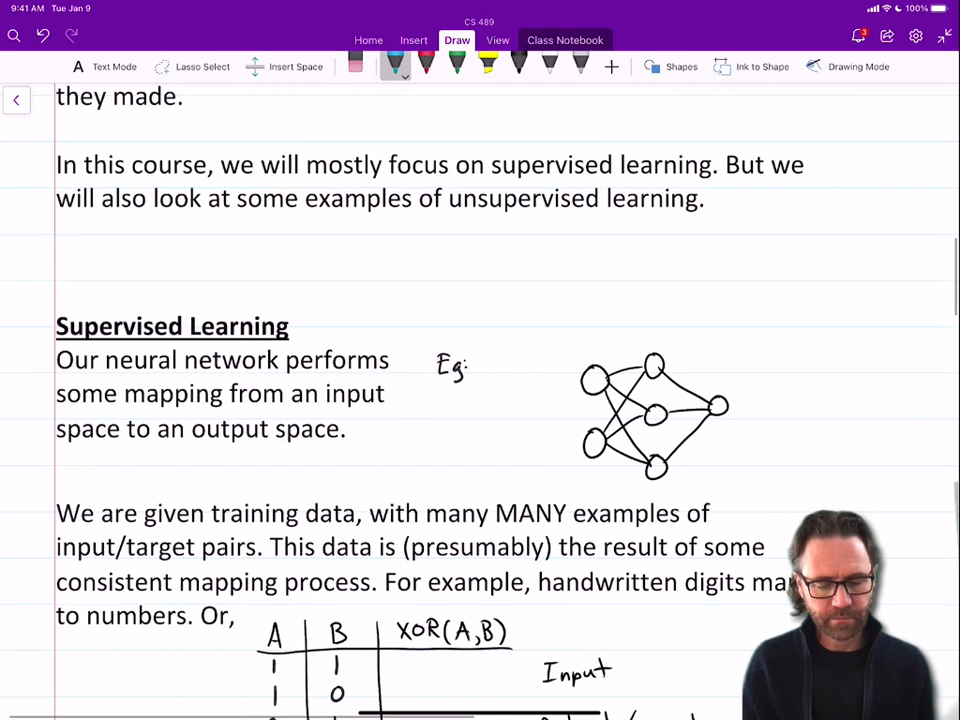 9:41 AM Tue Jan 9
100%
CS 489
Home Insert Draw View Class Notebook
3
Text Mode Lasso Select Insert Space Shapes Ink to Shape Drawing Mode
they made.
In this course, we will mostly focus on supervised learning. But we
will also look at some examples of unsupervised learning.
Supervised Learning
Our neural network performs
some mapping from an input
space to an output space.
Eg:
We are given training data, with many MANY examples of
input/target pairs. This data is (presumably) the result of some
consistent mapping process. For example, handwritten digits ma
to numbers. Or,
A B XOR(A,B)
1 1
1 0
Input